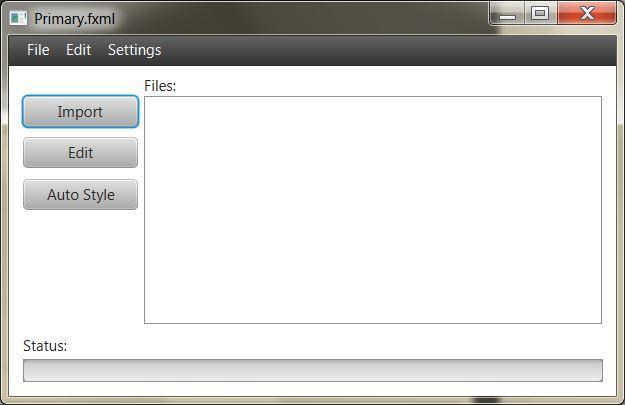 Primary.fxml
File Edit Settings
Files:
Import
Edit
Auto Style
Status: